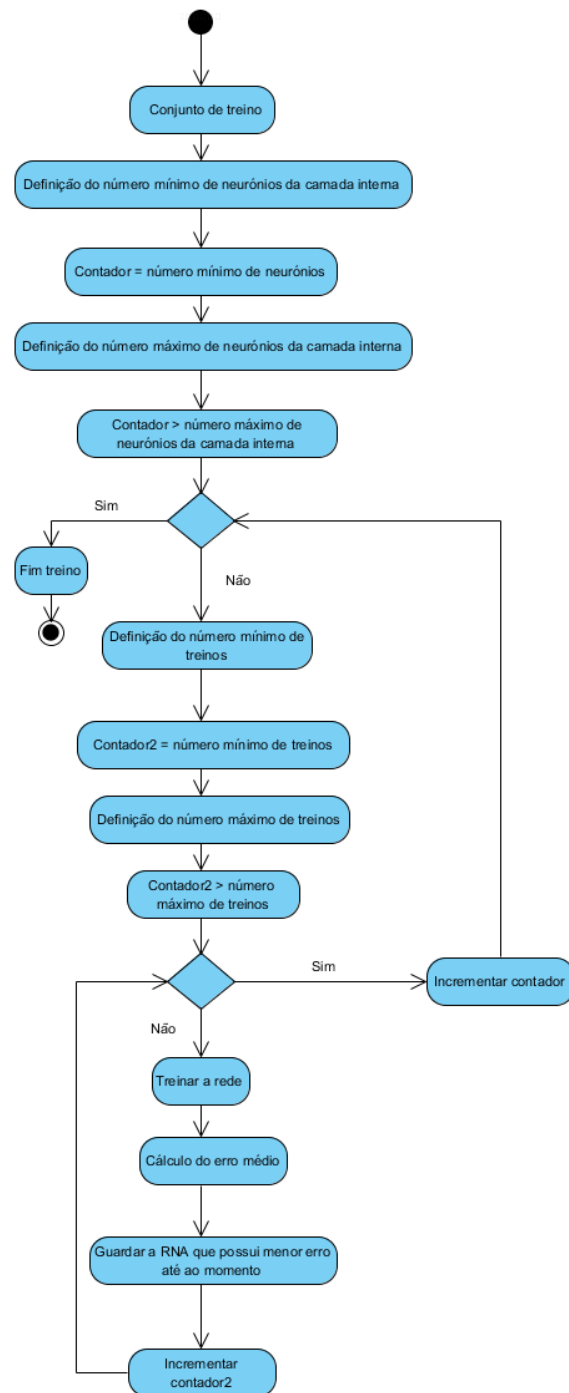 Conjunto de treino
Definição do número mínimo de neurónios da camada interna
Contador = número mínimo de neurónios
Definição do número máximo de neurónios da camada interna
Contador > número máximo de
neurónios da camada interna
Sim
Fim treino
Não
Definição do número mínimo de
treinos
Contador2 = número mínimo de treinos
Definição do número máximo de treinos
Contador2 > número
máximo de treinos
Sim
Incrementar contador
Não
Treinar a rede
Cálculo do erro médio
Guardar a RNA que possui menor erro
até ao momento
Incrementar
contador2